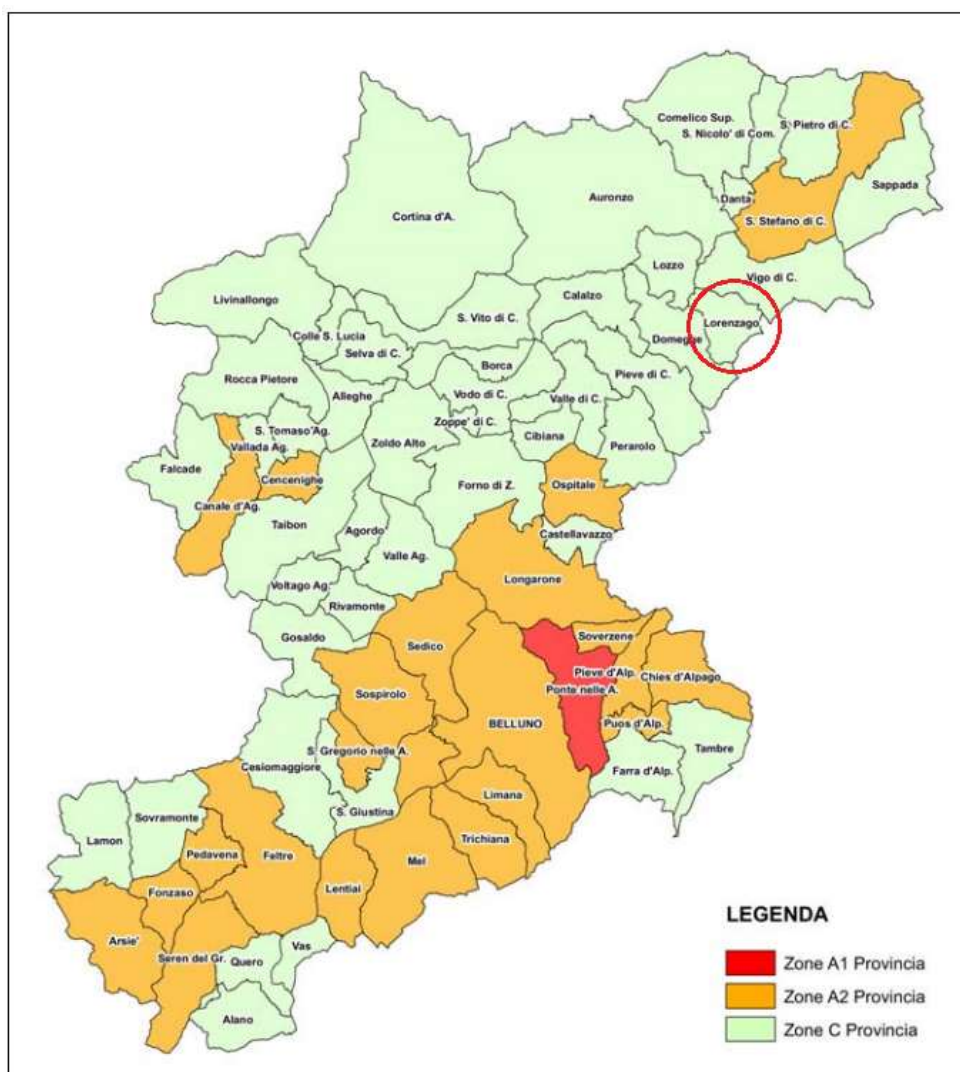 Comelico Sup.
S. Nicolo' di Com.
S. Pietro di C.
Sappada
Danta
S. Stefano di C.
Auronzo
Cortina d'A.
Lozzo
Vigo di C.
Livinallongo
Calalzo
Lorenzago
S. Vito di C.
Domegge
Colle S. Lucia
Selva di C.
Borca
Pieve di C.
Rocca Pietore
Alleghe
Vodo di C.
Valle di C.
Zoppe' di C.
S. Tomaso'Ag.
Cibiana
Zoldo Alto
Perarolo
Vallada Ag.
Falcade
Cencenighe
Forno di Z.
Ospitale
Canale d'Ag.
Taibon
Agordo
Castellavazzo
Valle Ag.
Longarone
Voltago Ag.
Rivamonte
Gosaldo
Soverzene
Sedico
Pieve d'Alp.
Chies d'Alpago
Sospirolo
Ponte nelle A.
BELLUNO
Puos d'Alp.
Tambre
S. Gregorio nelle A.
Cesiomaggiore
Farra d'Alp.
Limana
S. Giustina
Sovramonte
Lamon
Trichiana
Pedavena
Feltre
Mel
Lentiai
Fonzaso
Arsie'
Vas
Seren del Gr.
Quero
Alano
LEGENDA
Zone A1 Provincia
Zone A2 Provincia
Zone C Provincia